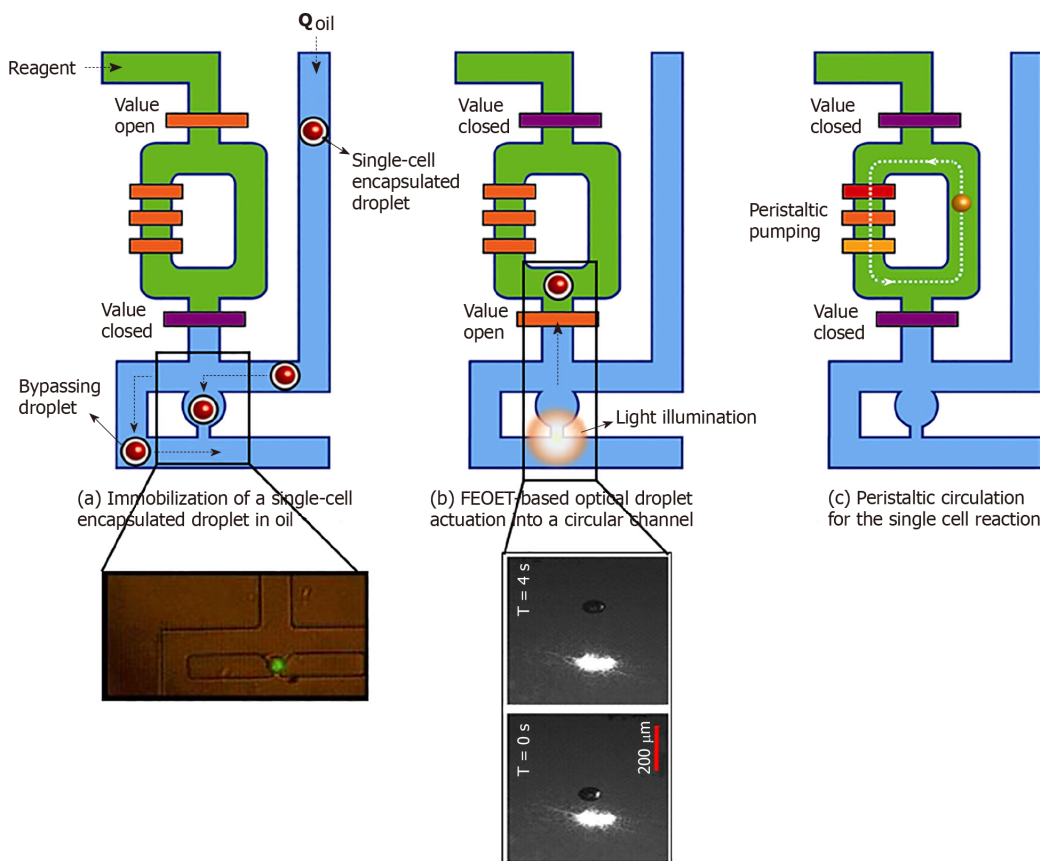 Q oil
Reagent
Value
open
Single-cell
encapsulated
droplet
Value
closed
Bypassing
droplet
(a) Immobilization of a single-cell
encapsulated droplet in oil
Value
closed
Value
open
Light illumination
(b) FEOET-based optical droplet
actuation into a circular channel
T = 4 s
T = 0 s
200 μm
Value
closed
Peristaltic
pumping
Value
closed
(c) Peristaltic circulation
for the single cell reaction